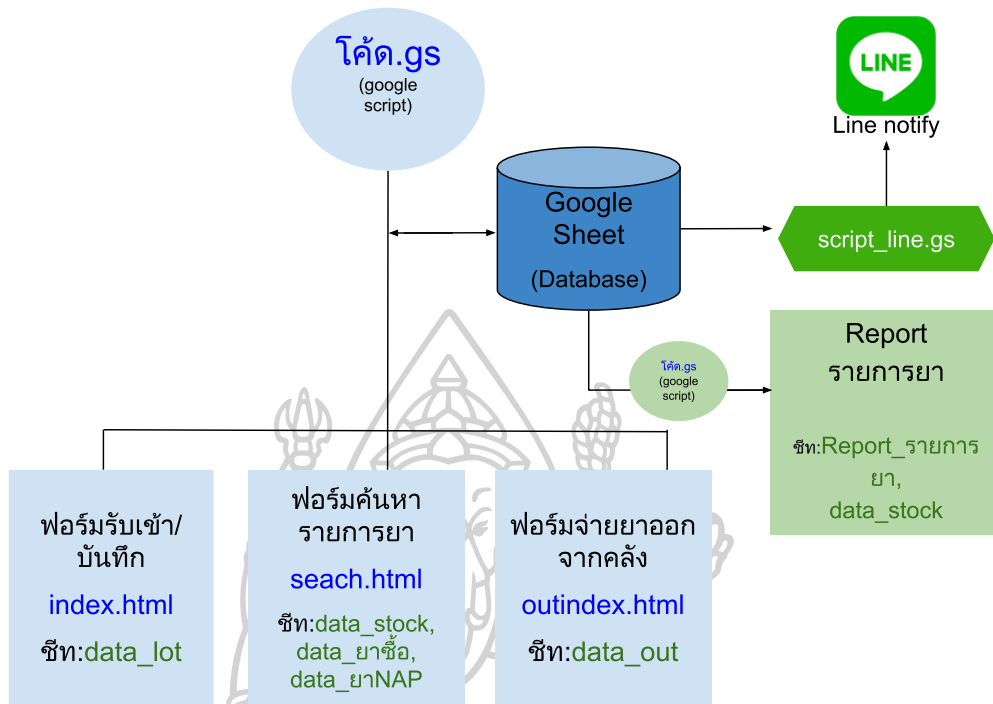 โค้ด.gs
(google
script)
LINE
Line notify
Google
Sheet
(Database)
script_line.gs
โค้ด.gs
(google
script)
Report
รายการยา
ชีท:Report_รายการ
ยา,
data_stock
ฟอร์มรับเข้า/
บันทึก
index.html
ชีท:data_lot
ฟอร์มค้นหา
รายการยา
seach.html
ชีท:data_stock,
data_ยาซื้อ,
data_ยาNAP
ฟอร์มจ่ายยาออก
จากคลัง
outindex.html
ชีท:data_out